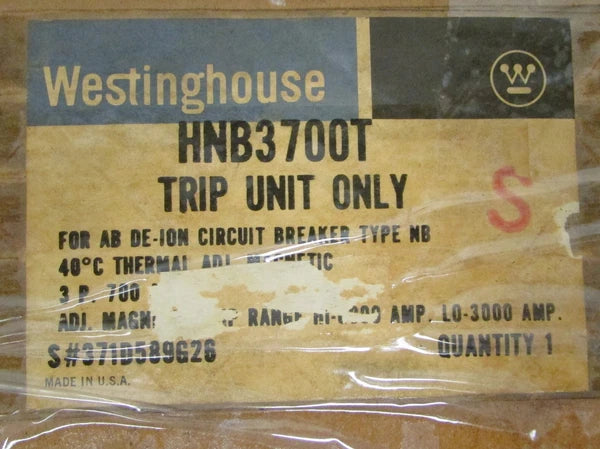 Westinghouse
W
HNB3700T
TRIP UNIT ONLY
S
FOR AB DE-ION CIRCUIT BREAKER TYPE NB
40°C THERMAL ADJ. MAGNETIC
3 P. 700
ADJ. MAGN RANGE AMP. LO-3000 AMP.
S#371D589G26 QUANTITY 1
MADE IN U.S.A.